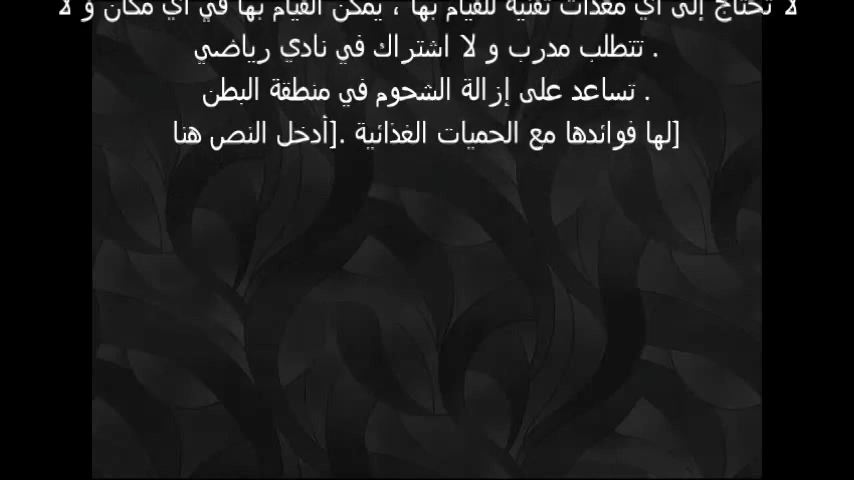 لا تحتاج إلى أي معدات تقنية للقيام بها ، يمكن القيام بها في أي مكان و لا
تتطلب مدرب و لا اشتراك في نادي رياضي .
تساعد على إزالة الشحوم في منطقة البطن .
لها فوائدها مع الحميات الغذائية .[أدخل النص هنا]